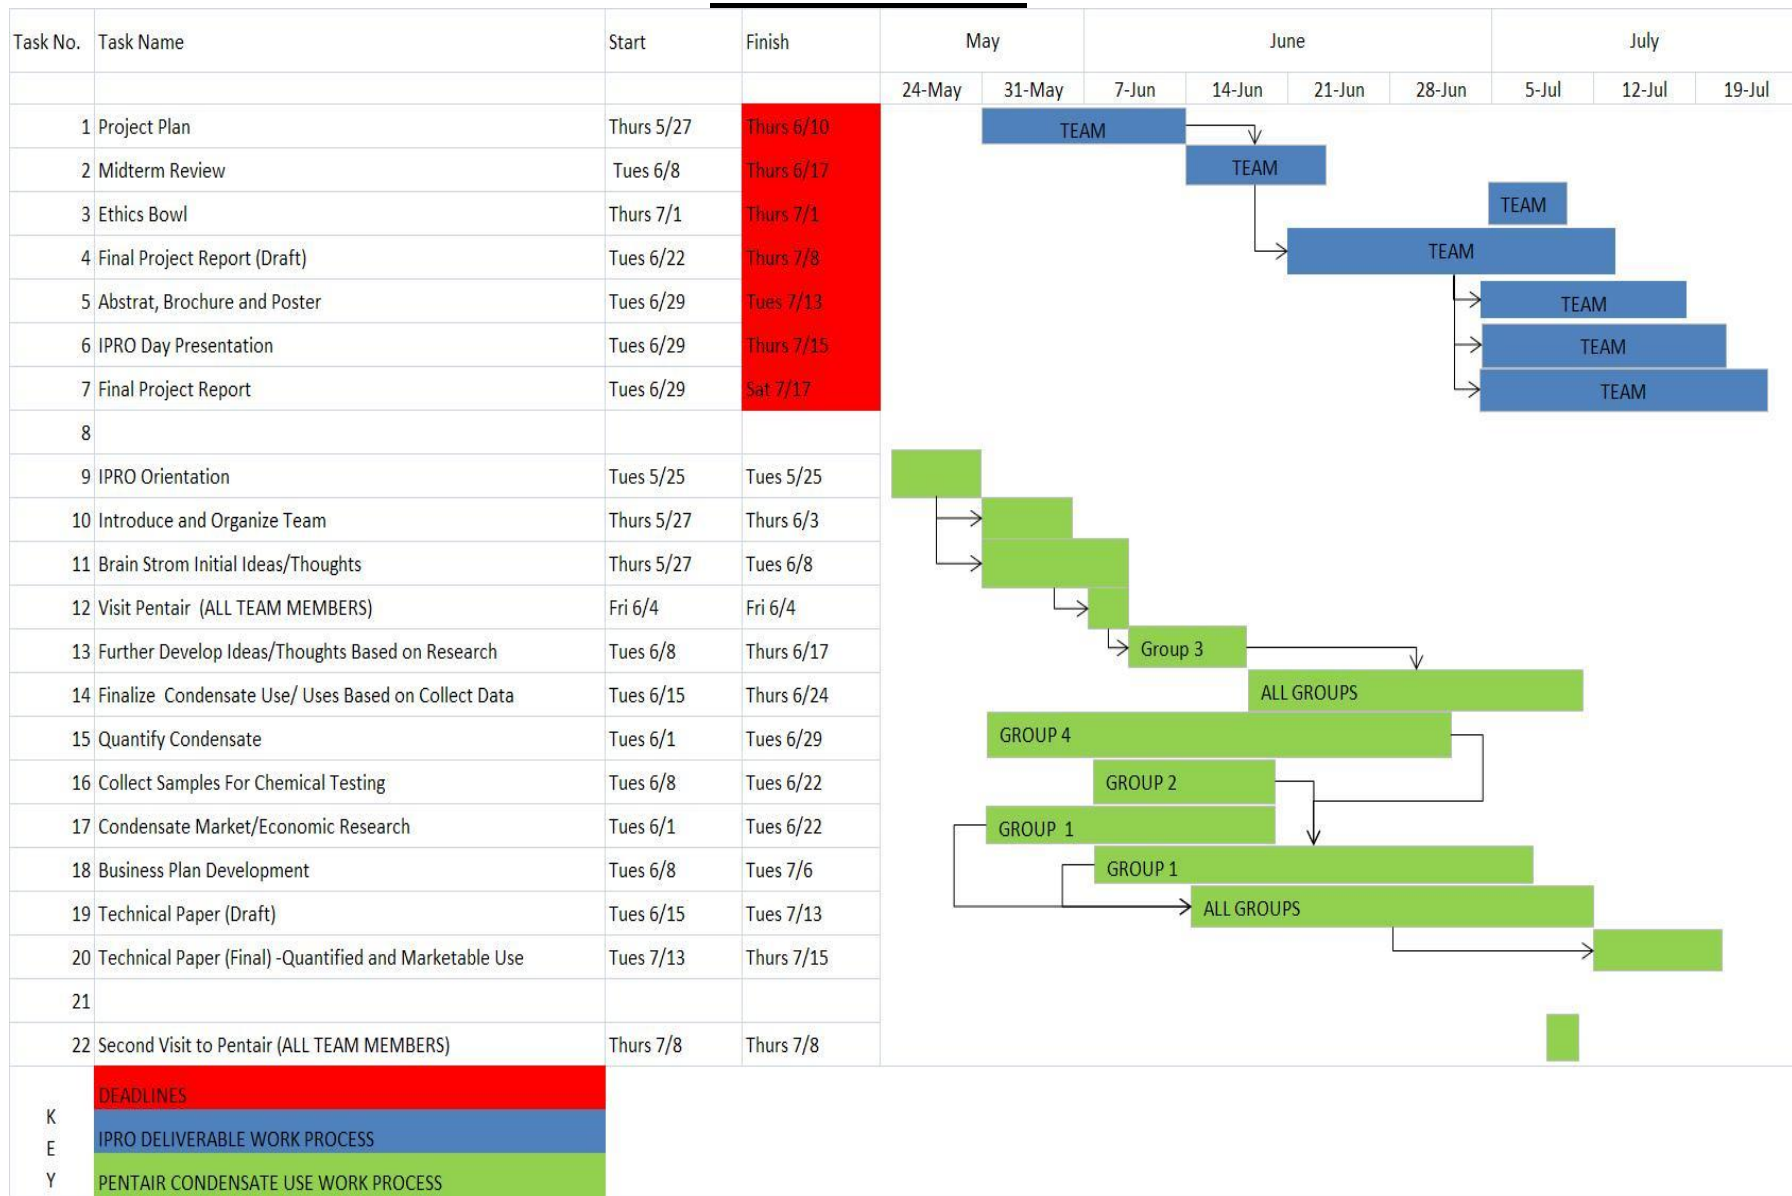 Task No. Task Name Start Finish May June July
24-May 31-May 7-Jun 14-Jun 21-Jun 28-Jun 5-Jul 12-Jul 19-Jul
1 Project Plan Thurs 5/27 Thurs 6/10 TEAM
2 Midterm Review Tues 6/8 Thurs 6/17 TEAM
3 Ethics Bowl Thurs 7/1 Thurs 7/1 TEAM
4 Final Project Report (Draft) Tues 6/22 Thurs 7/8 TEAM
5 Abstrat, Brochure and Poster Tues 6/29 Tues 7/13 TEAM
6 IPRO Day Presentation Tues 6/29 Thurs 7/15 TEAM
7 Final Project Report Tues 6/29 Sat 7/17 TEAM
8
9 IPRO Orientation Tues 5/25 Tues 5/25
10 Introduce and Organize Team Thurs 5/27 Thurs 6/3
11 Brain Strom Initial Ideas/Thoughts Thurs 5/27 Tues 6/8
12 Visit Pentair (ALL TEAM MEMBERS) Fri 6/4 Fri 6/4
13 Further Develop Ideas/Thoughts Based on Research Tues 6/8 Thurs 6/17 Group 3
14 Finalize Condensate Use/ Uses Based on Collect Data Tues 6/15 Thurs 6/24 ALL GROUPS
15 Quantify Condensate Tues 6/1 Tues 6/29 GROUP 4
16 Collect Samples For Chemical Testing Tues 6/8 Tues 6/22 GROUP 2
17 Condensate Market/Economic Research Tues 6/1 Tues 6/22 GROUP 1
18 Business Plan Development Tues 6/8 Tues 7/6 GROUP 1
19 Technical Paper (Draft) Tues 6/15 Tues 7/13 ALL GROUPS
20 Technical Paper (Final) -Quantified and Marketable Use Tues 7/13 Thurs 7/15
21
22 Second Visit to Pentair (ALL TEAM MEMBERS) Thurs 7/8 Thurs 7/8
KEY
DEADLINES
IPRO DELIVERABLE WORK PROCESS
PENTAIR CONDENSATE USE WORK PROCESS